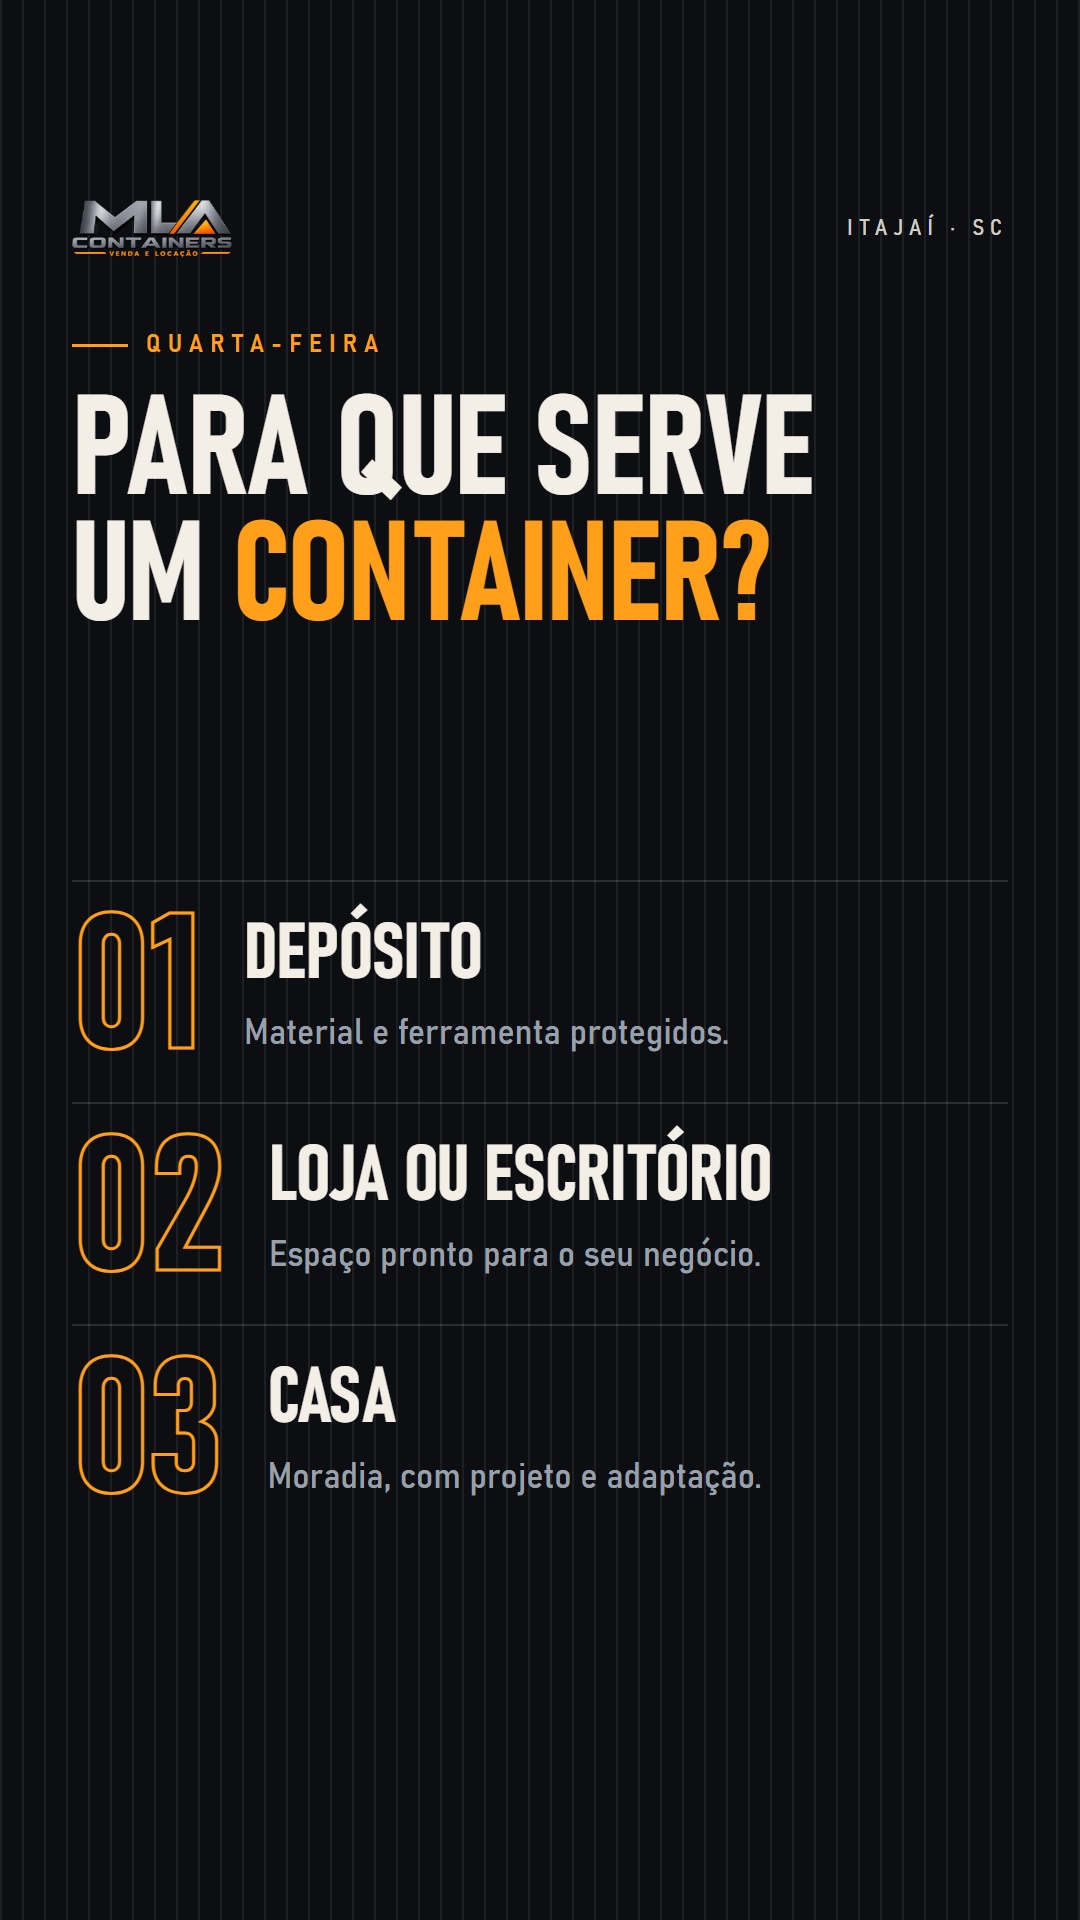 MLA
CONTAINERS
VENDA E LOCAÇÃO
ITAJAÍ · SC
QUARTA-FEIRA
PARA QUE SERVE
UM CONTAINER?
01
DEPÓSITO
Material e ferramenta protegidos.
02
LOJA OU ESCRITÓRIO
Espaço pronto para o seu negócio.
03
CASA
Moradia, com projeto e adaptação.